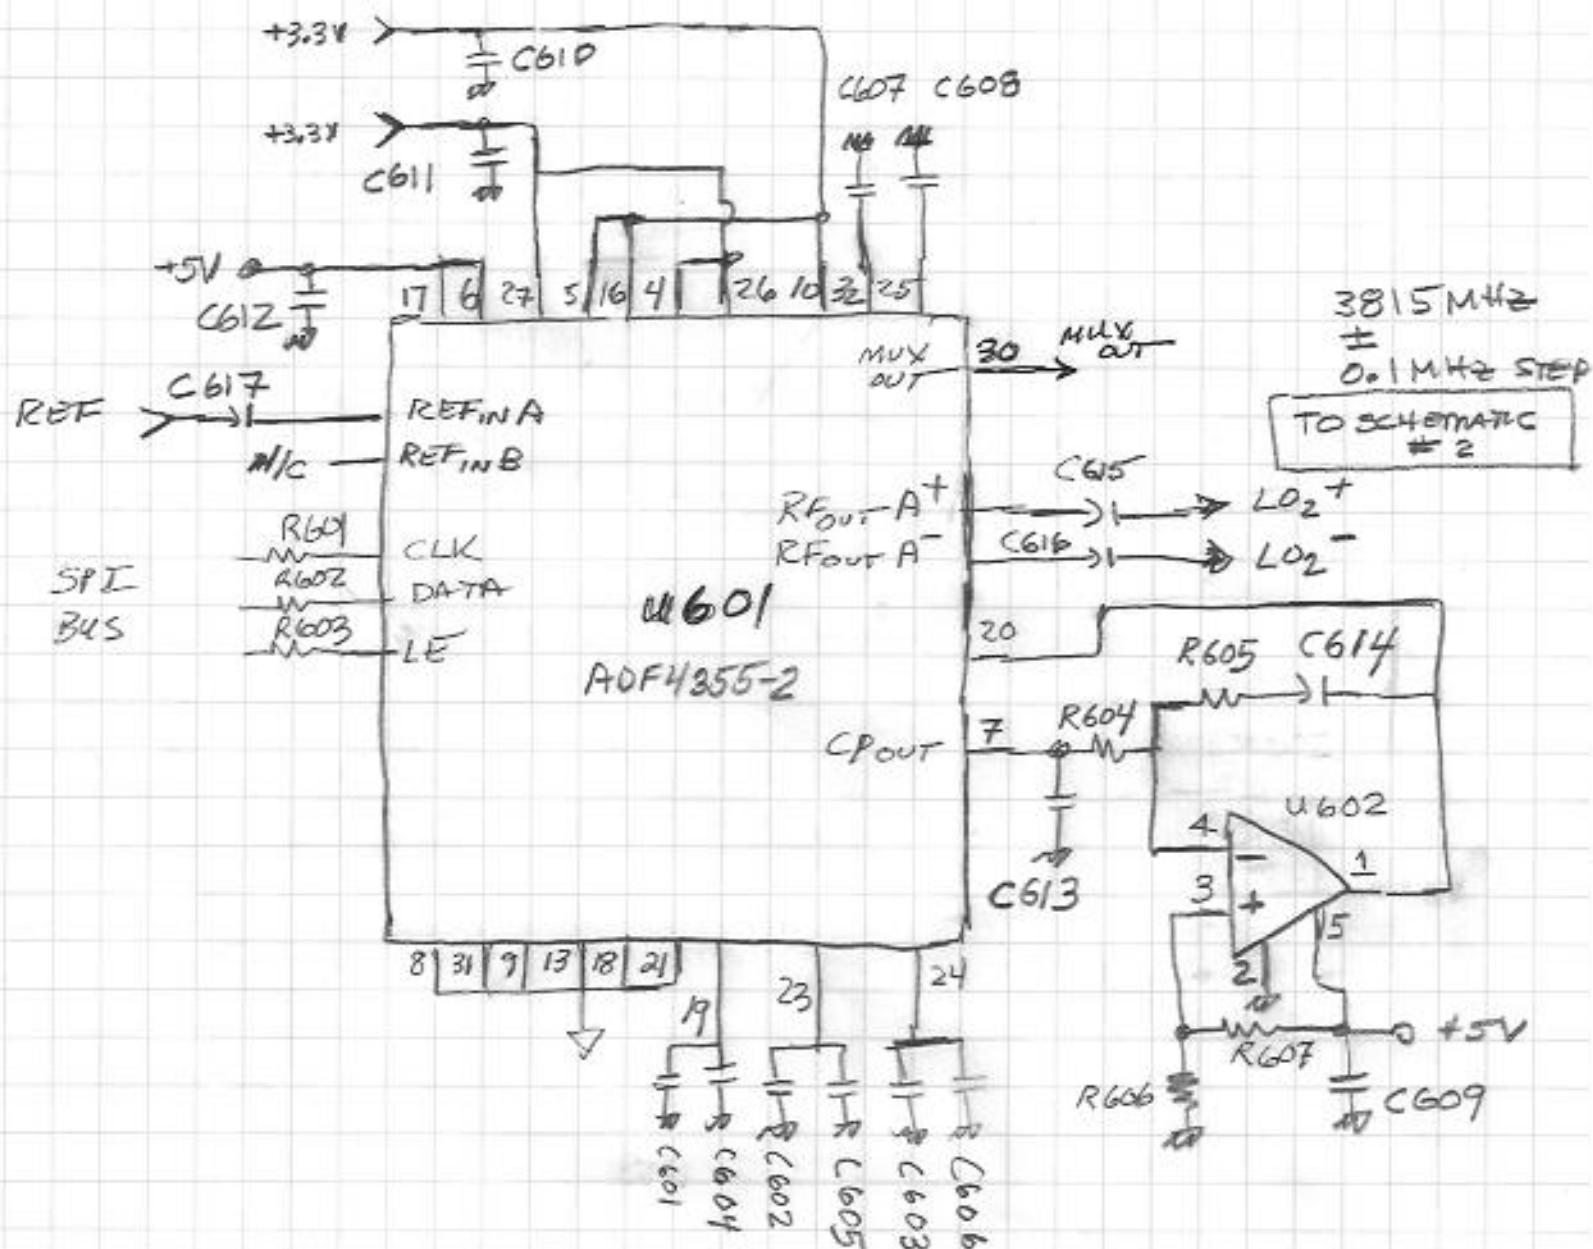 +3.3V
C610
C607 C608
+3.3V
C611
+5V
C612
17 6 27 5 16 4 26 10 32 25
3815 MHz
±
0.1 MHz STEP
TO SCHEMATIC
# 2
MUX
OUT
30
MUX
OUT
REF
C617
REFINA
N/C
REFINB
SPI
BUS
R601
CLK
R602
DATA
R603
LE
U601
ADF4355-2
RFOUT A+
C615
LO2+
RFOUT A-
C616
LO2-
20
R605 C614
CPOUT
7
R604
C613
U602
4
-
3
+
1
5
2
+5V
R607
R606
C609
8 31 9 13 18 21
19
23
24
C601
C604
C602
C605
C603
C606